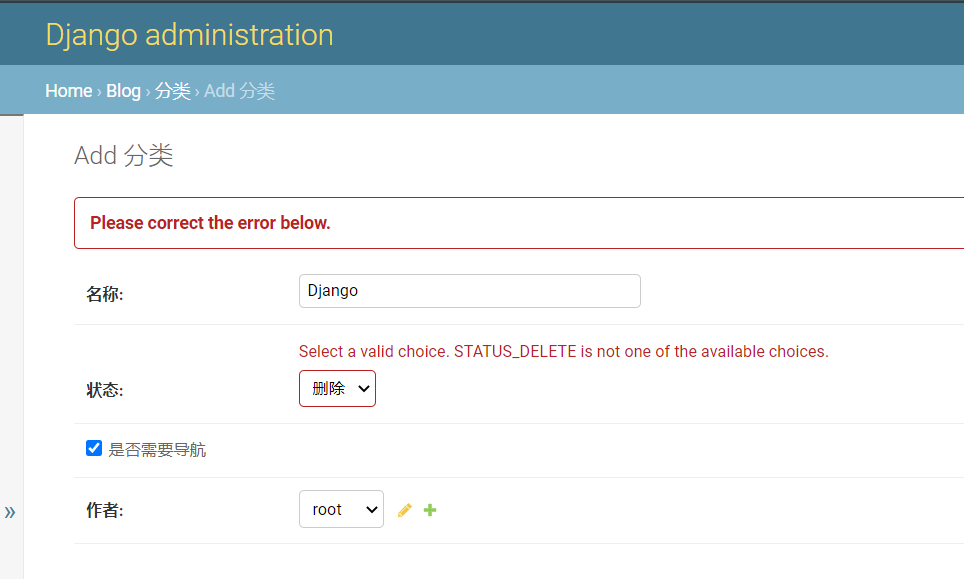 Django administration
Home › Blog › 分类 › Add 分类
Add 分类
Please correct the error below.
名称: Django
Select a valid choice. STATUS_DELETE is not one of the available choices.
状态: 删除
是否需要导航
» 作者: root